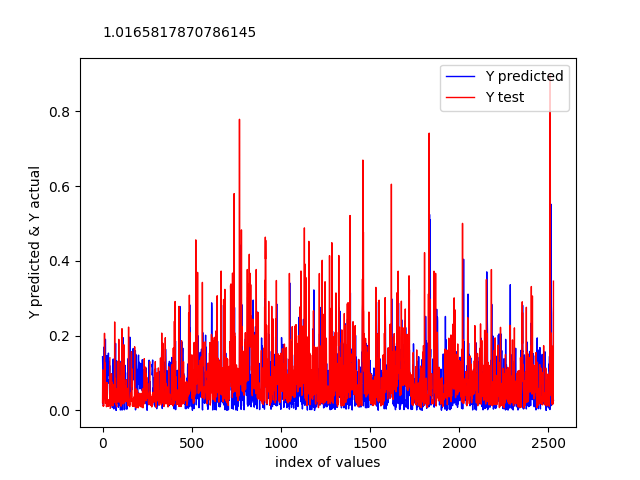 1.0165817870786145
Y predicted
Y test
0.8
0.6
0.4
0.2
0.0
Y predicted & Y actual
0 500 1000 1500 2000 2500
index of values